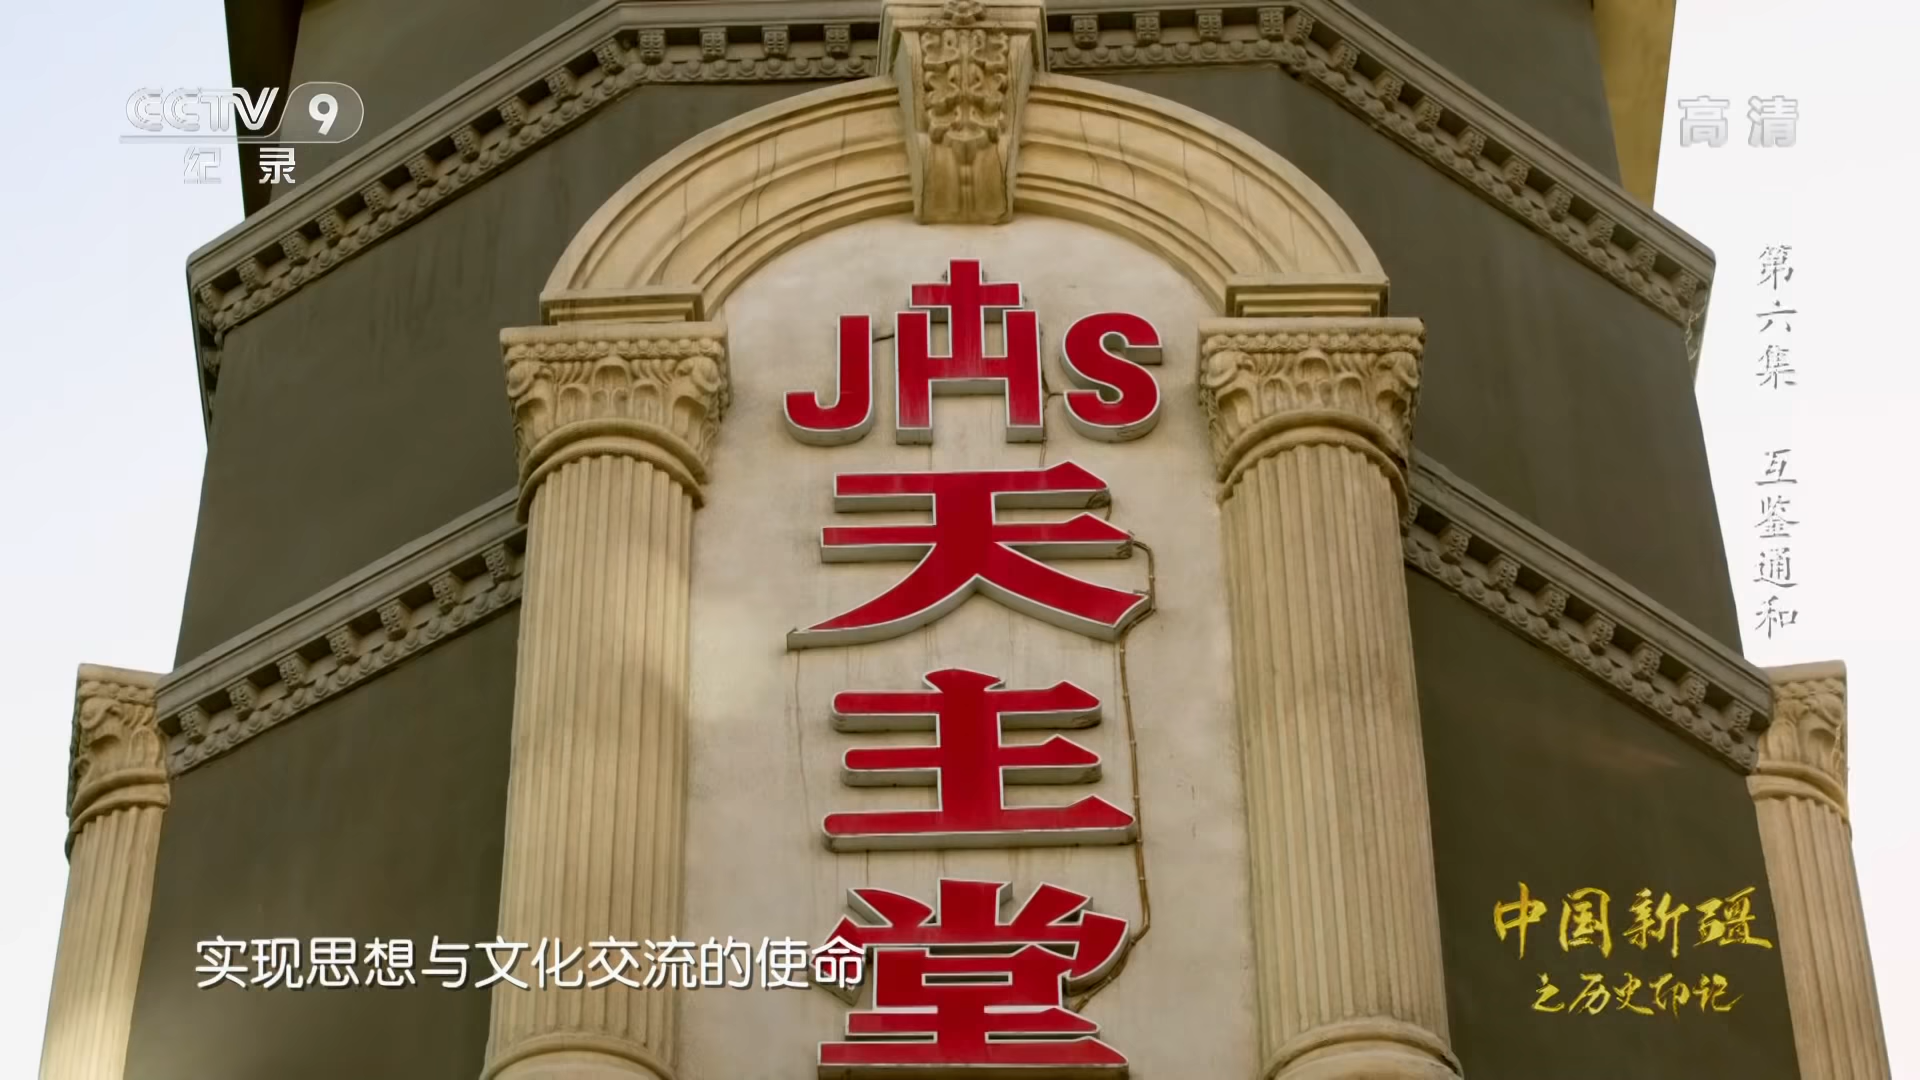 CCTV 9
纪录
高清
第六集 互鉴通和
JHS
天主堂
实现思想与文化交流的使命
中国新疆
之历史印记